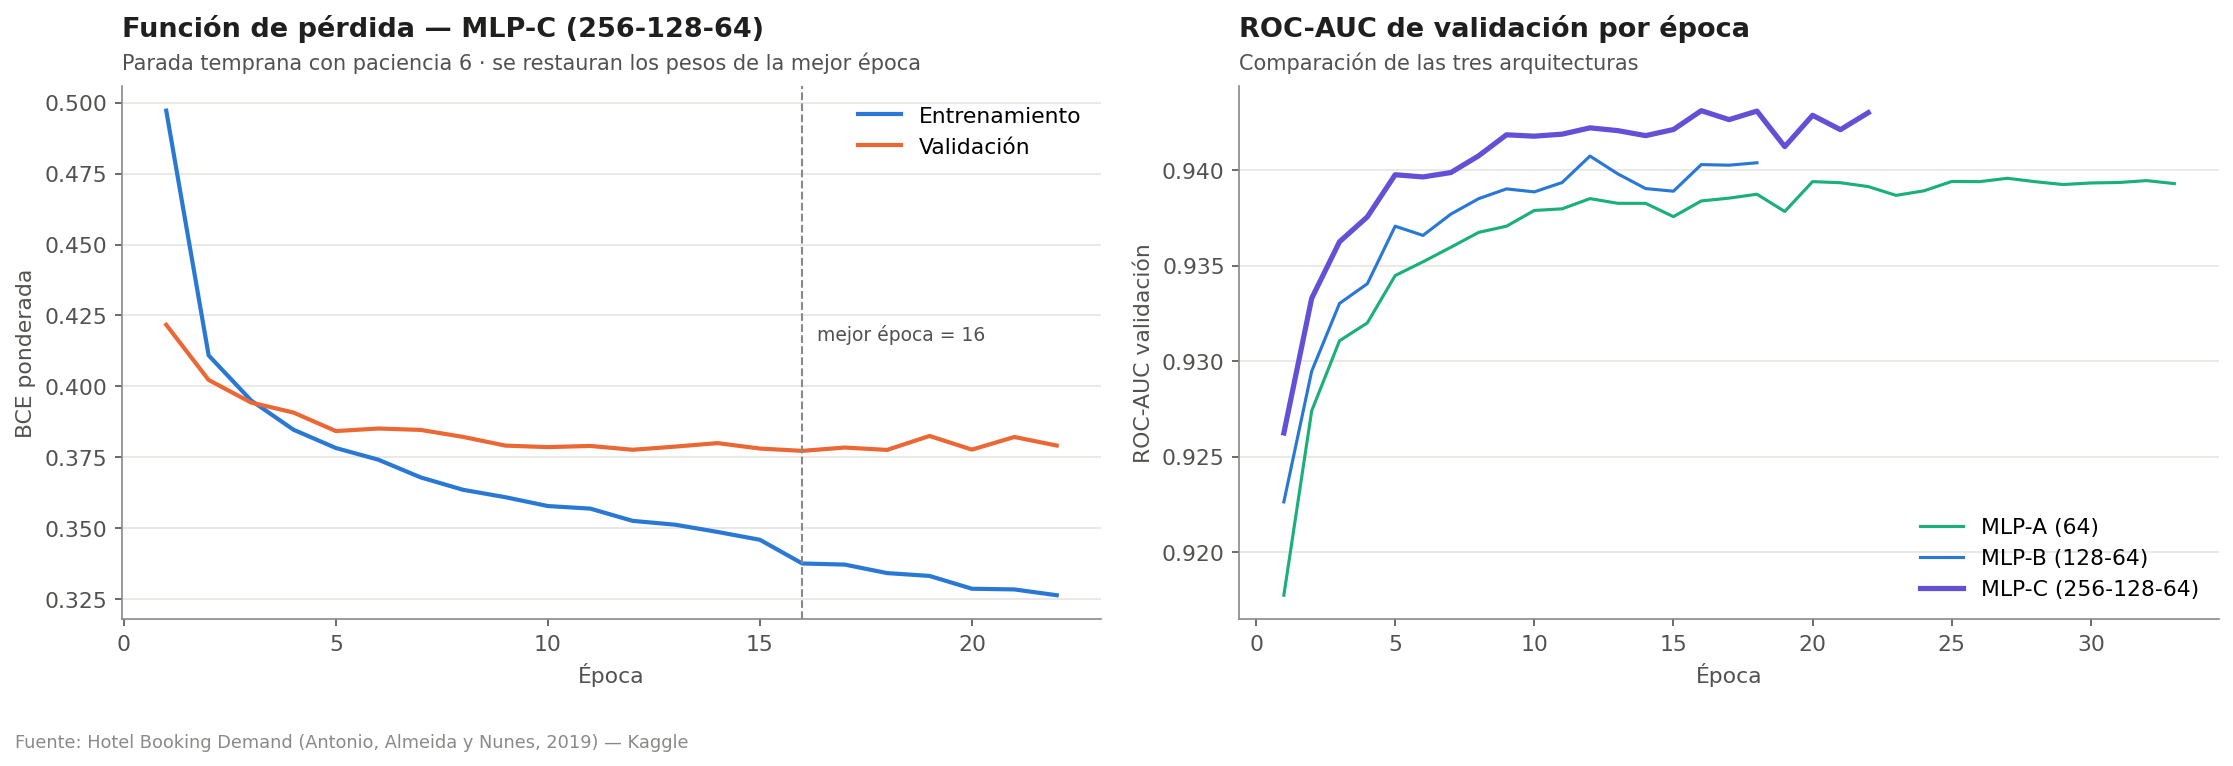 Función de pérdida — MLP-C (256-128-64)
Parada temprana con paciencia 6 · se restauran los pesos de la mejor época
0.500
0.475
0.450
0.425
0.400
0.375
0.350
0.325
BCE ponderada
Entrenamiento
Validación
mejor época = 16
0
5
10
15
20
Época
ROC-AUC de validación por época
Comparación de las tres arquitecturas
0.940
0.935
0.930
0.925
0.920
ROC-AUC validación
MLP-A (64)
MLP-B (128-64)
MLP-C (256-128-64)
0
5
10
15
20
25
30
Época
Fuente: Hotel Booking Demand (Antonio, Almeida y Nunes, 2019) — Kaggle